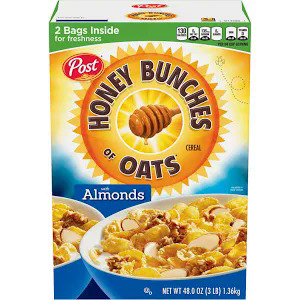 2 Bags Inside
for freshness
Post
HONEY BUNCHES
of OATS
CEREAL
with
Almonds
NET WT 48.0 OZ (3 LB) 1.36kg